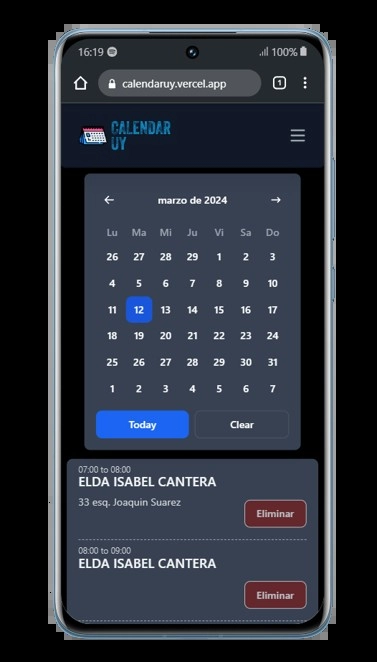 16:19 100%
calendaruy.vercel.app 1
CALENDAR
UY
marzo de 2024
Lu Ma Mi Ju Vi Sa Do
26 27 28 29 1 2 3
4 5 6 7 8 9 10
11 12 13 14 15 16 17
18 19 20 21 22 23 24
25 26 27 28 29 30 31
1 2 3 4 5 6 7
Today Clear
07:00 to 08:00
ELDA ISABEL CANTERA
33 esq. Joaquin Suarez
Eliminar
08:00 to 09:00
ELDA ISABEL CANTERA
Eliminar